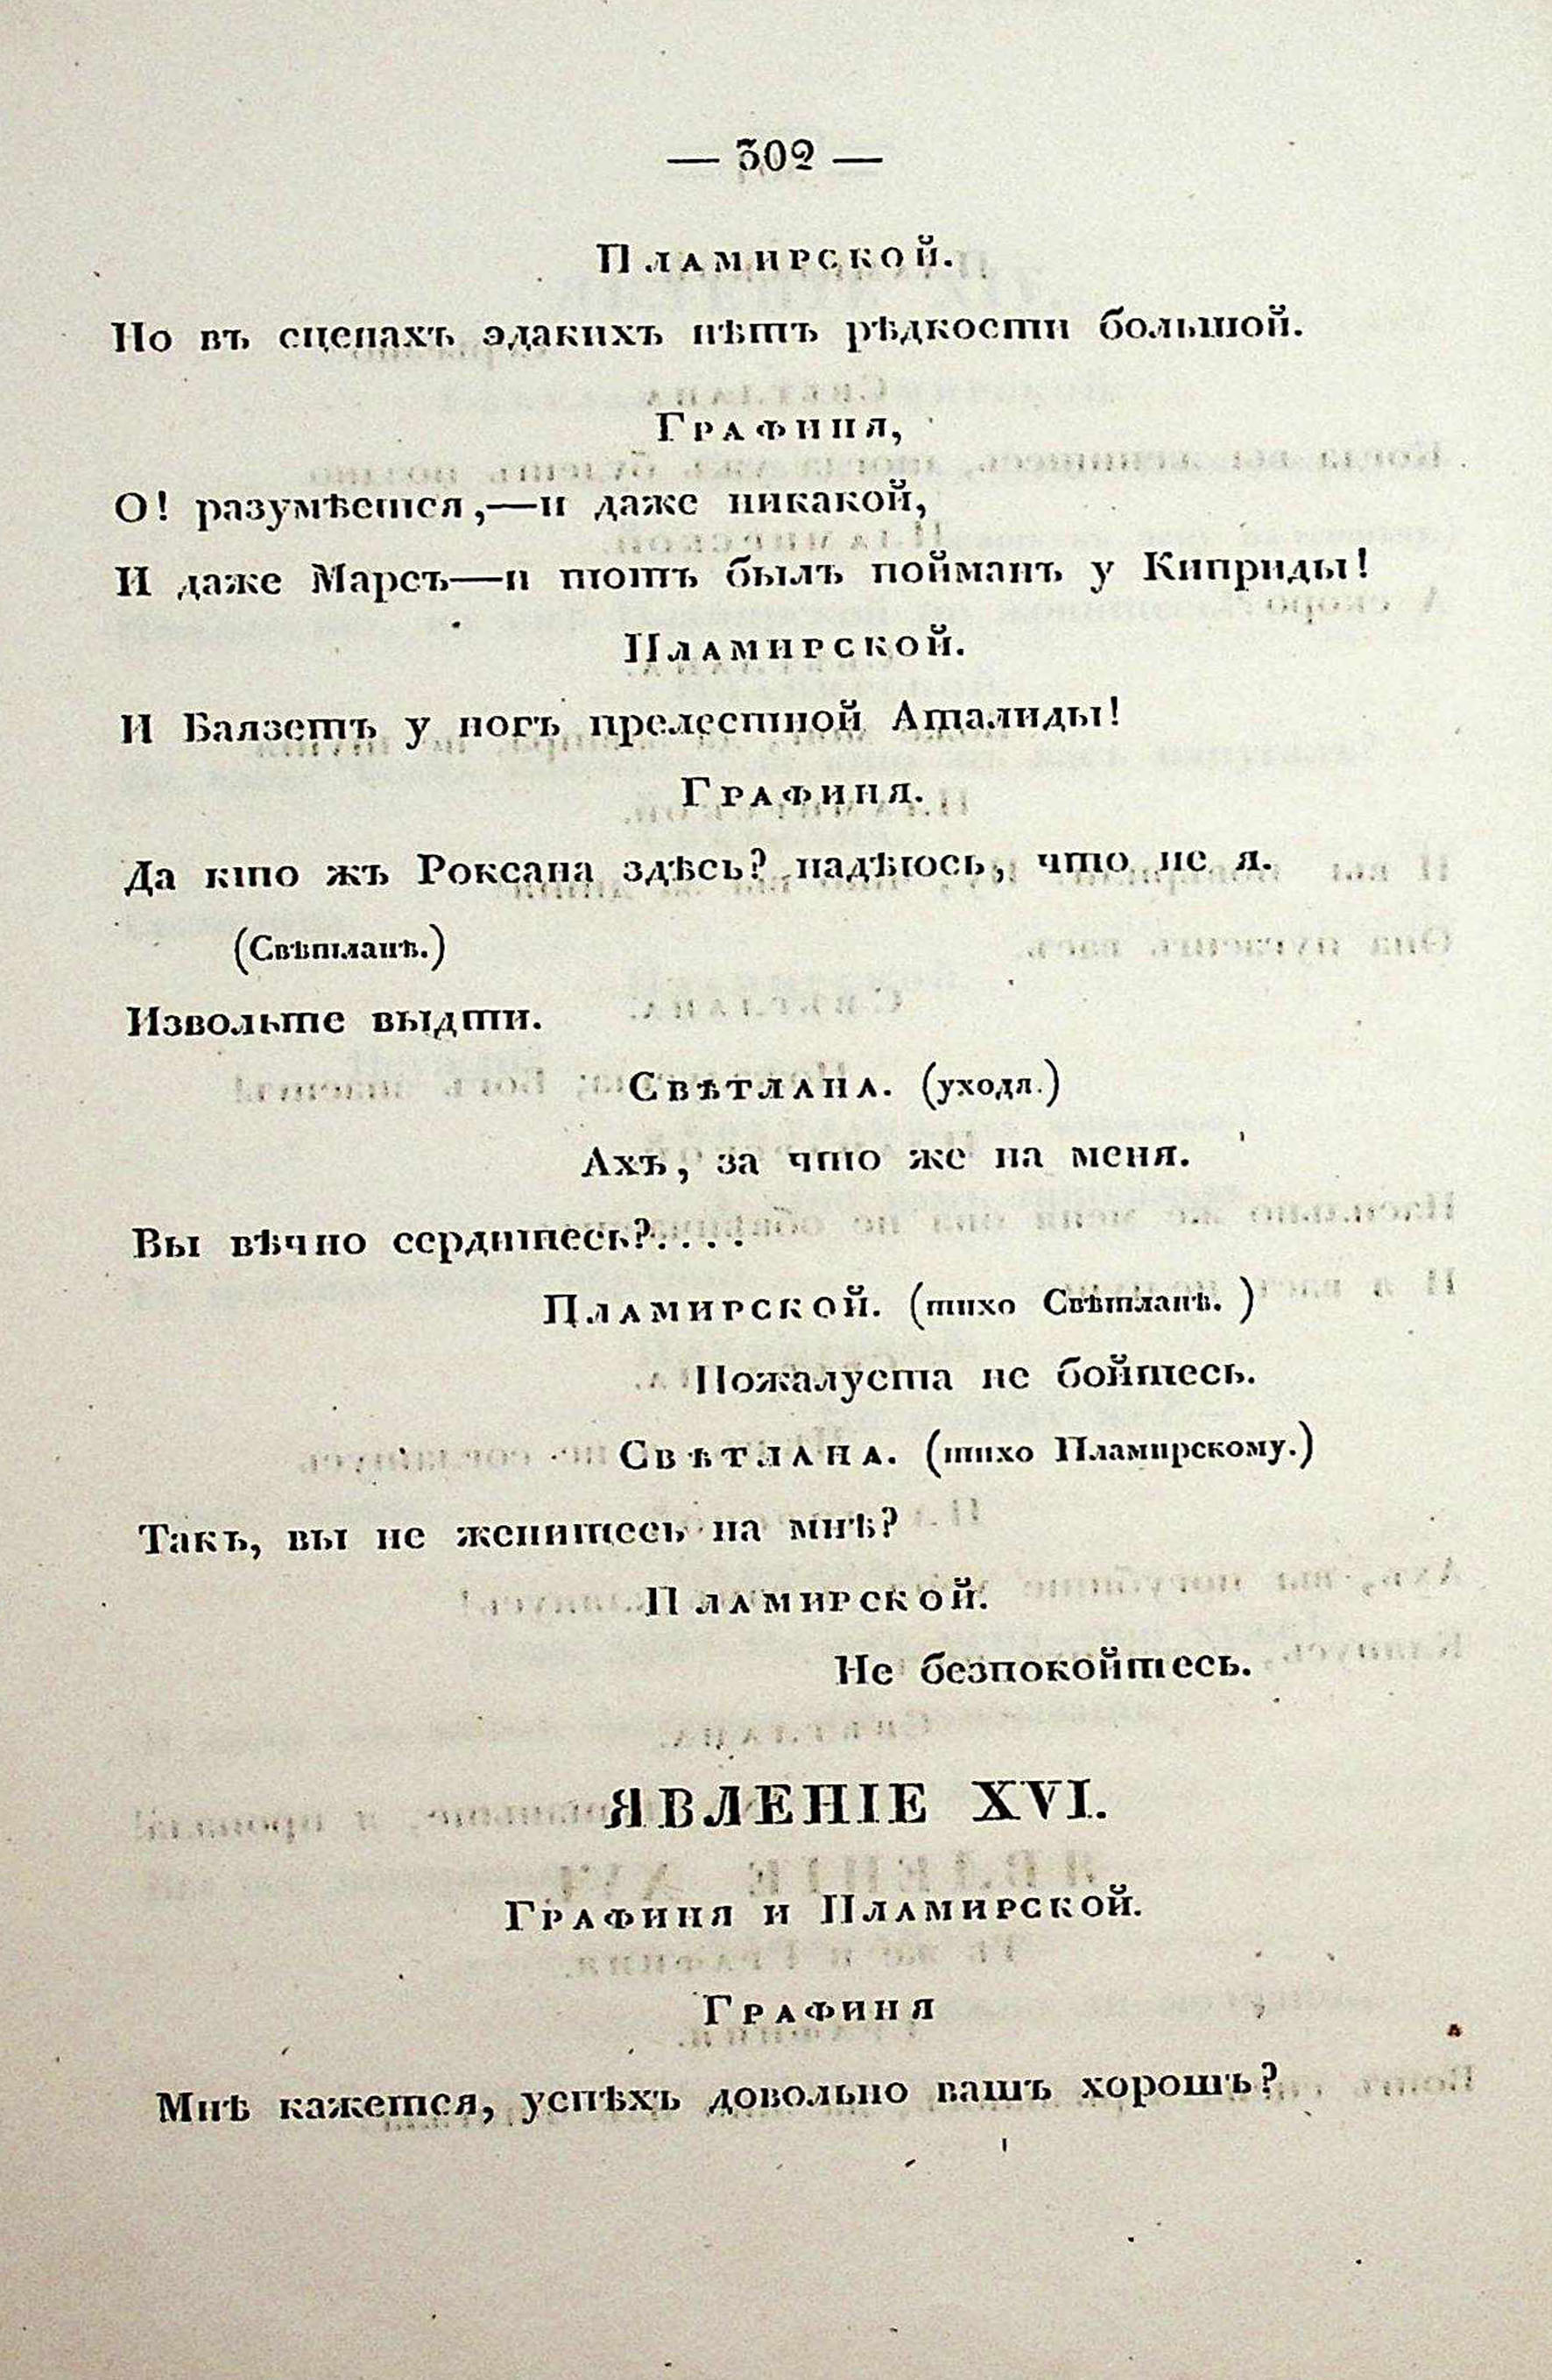 — 302 —
Пламирской.
Но въ сценахъ эдакихъ нѣтъ рѣдкости большой.
Графиня,
О! разумѣется,—и даже никакой,
И даже Марсъ—и тотъ былъ пойманъ у Киприды!
Пламирской.
И Баязетъ у ногъ прелестной Аталиды!
Графиня.
Да кто жъ Роксана здѣсь? надѣюсь, что не я.
(Свѣтланѣ.)
Извольте выдти.
Свѣтлана. (уходя.)
Ахъ, за что же на меня.
Вы вѣчно сердитесь?....
Пламирской. (тихо Свѣтланѣ. )
Пожалуста не бойтесь.
Свѣтлана. (тихо Пламирскому.)
Такъ, вы не женитесь на мнѣ?
Пламирской.
Не безпокойтесь.
ЯВЛЕНІЕ XVI.
Графиня и Пламирской.
Графиня
Мнѣ кажется, успѣхъ довольно вашъ хорошъ?